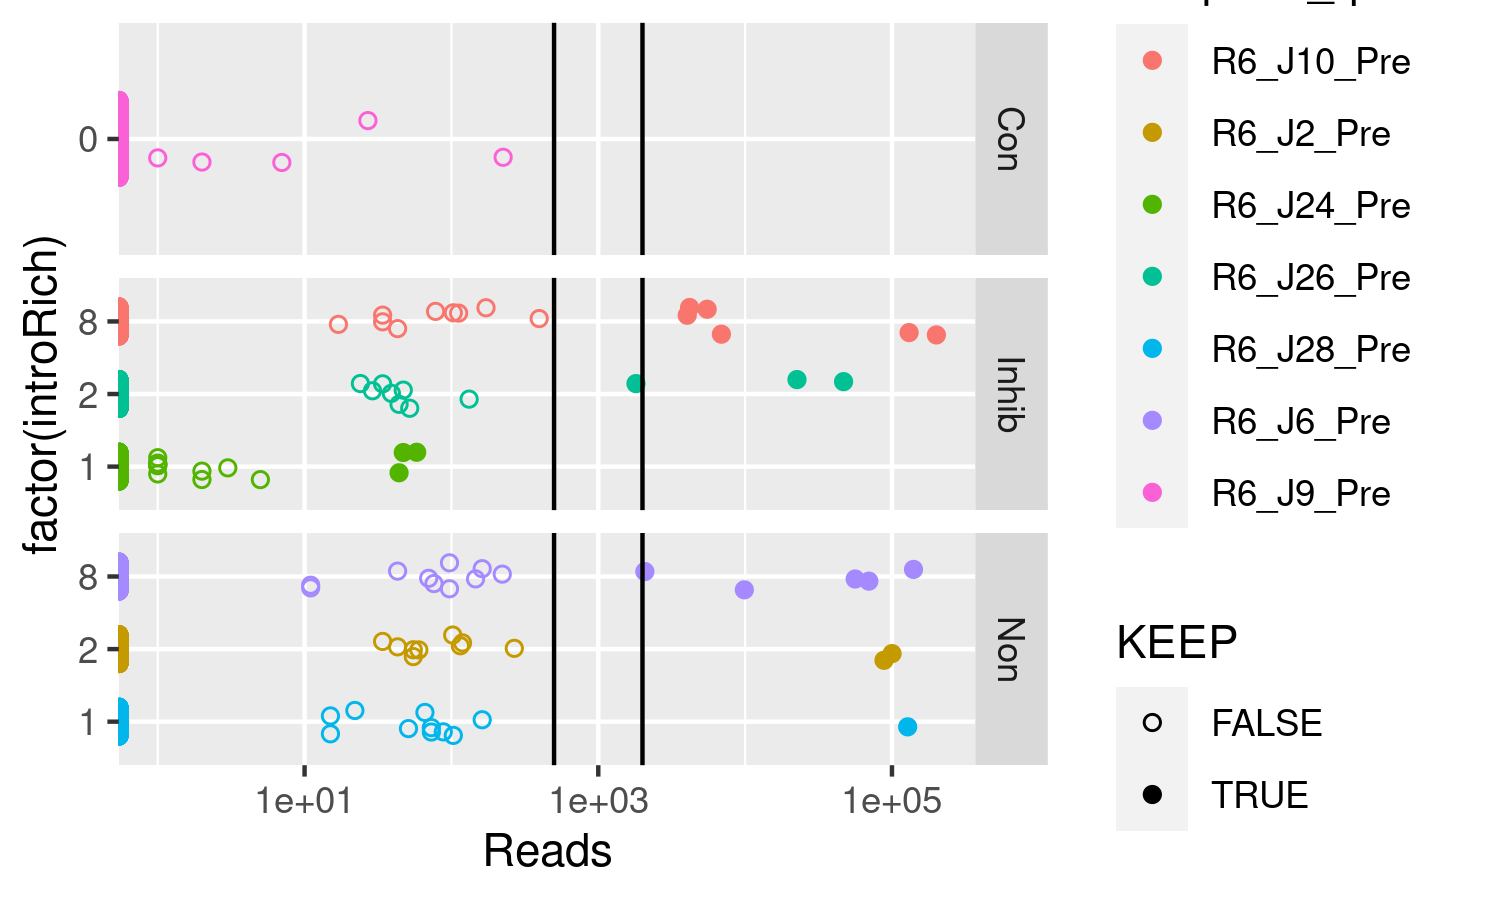 factor(introRich)
0
Con
8
2
1
Inhib
8
2
1
Non
1e+01 1e+03 1e+05
Reads
R6_J10_Pre
R6_J2_Pre
R6_J24_Pre
R6_J26_Pre
R6_J28_Pre
R6_J6_Pre
R6_J9_Pre
KEEP
FALSE
TRUE